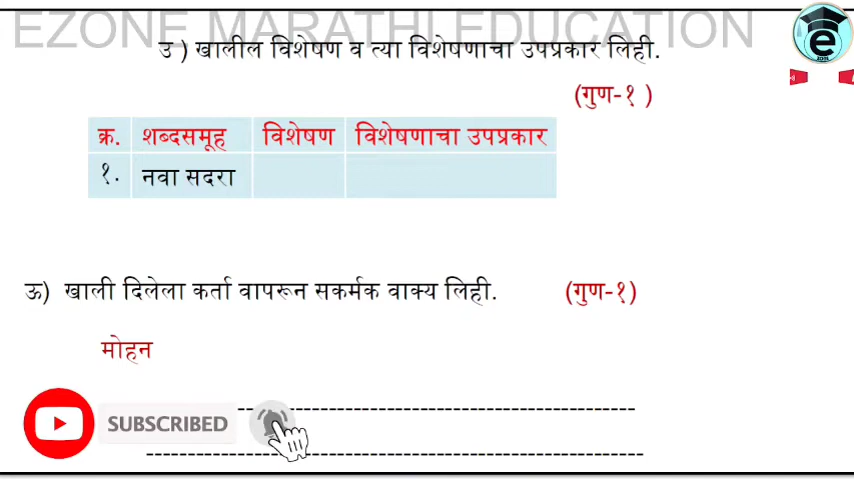 EZONE MARATHI EDUCATION
e
उ ) खालील विशेषण व त्या विशेषणाचा उपप्रकार लिही.
(गुण-१ )
क्र. शब्दसमूह विशेषण विशेषणाचा उपप्रकार
१. नवा सदरा
ऊ) खाली दिलेला कर्ता वापरून सकर्मक वाक्य लिही. (गुण-१)
मोहन
SUBSCRIBED